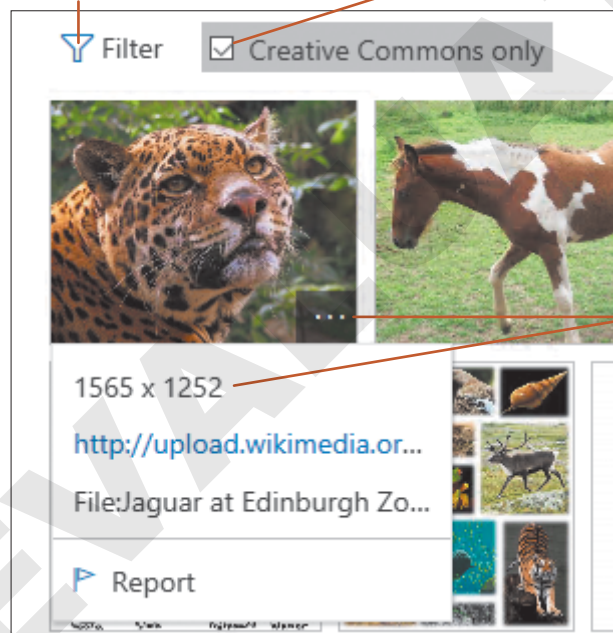 Filter
Creative Commons only
...
1565 x 1252
http://upload.wikimedia.or...
File:Jaguar at Edinburgh Zo...
Report